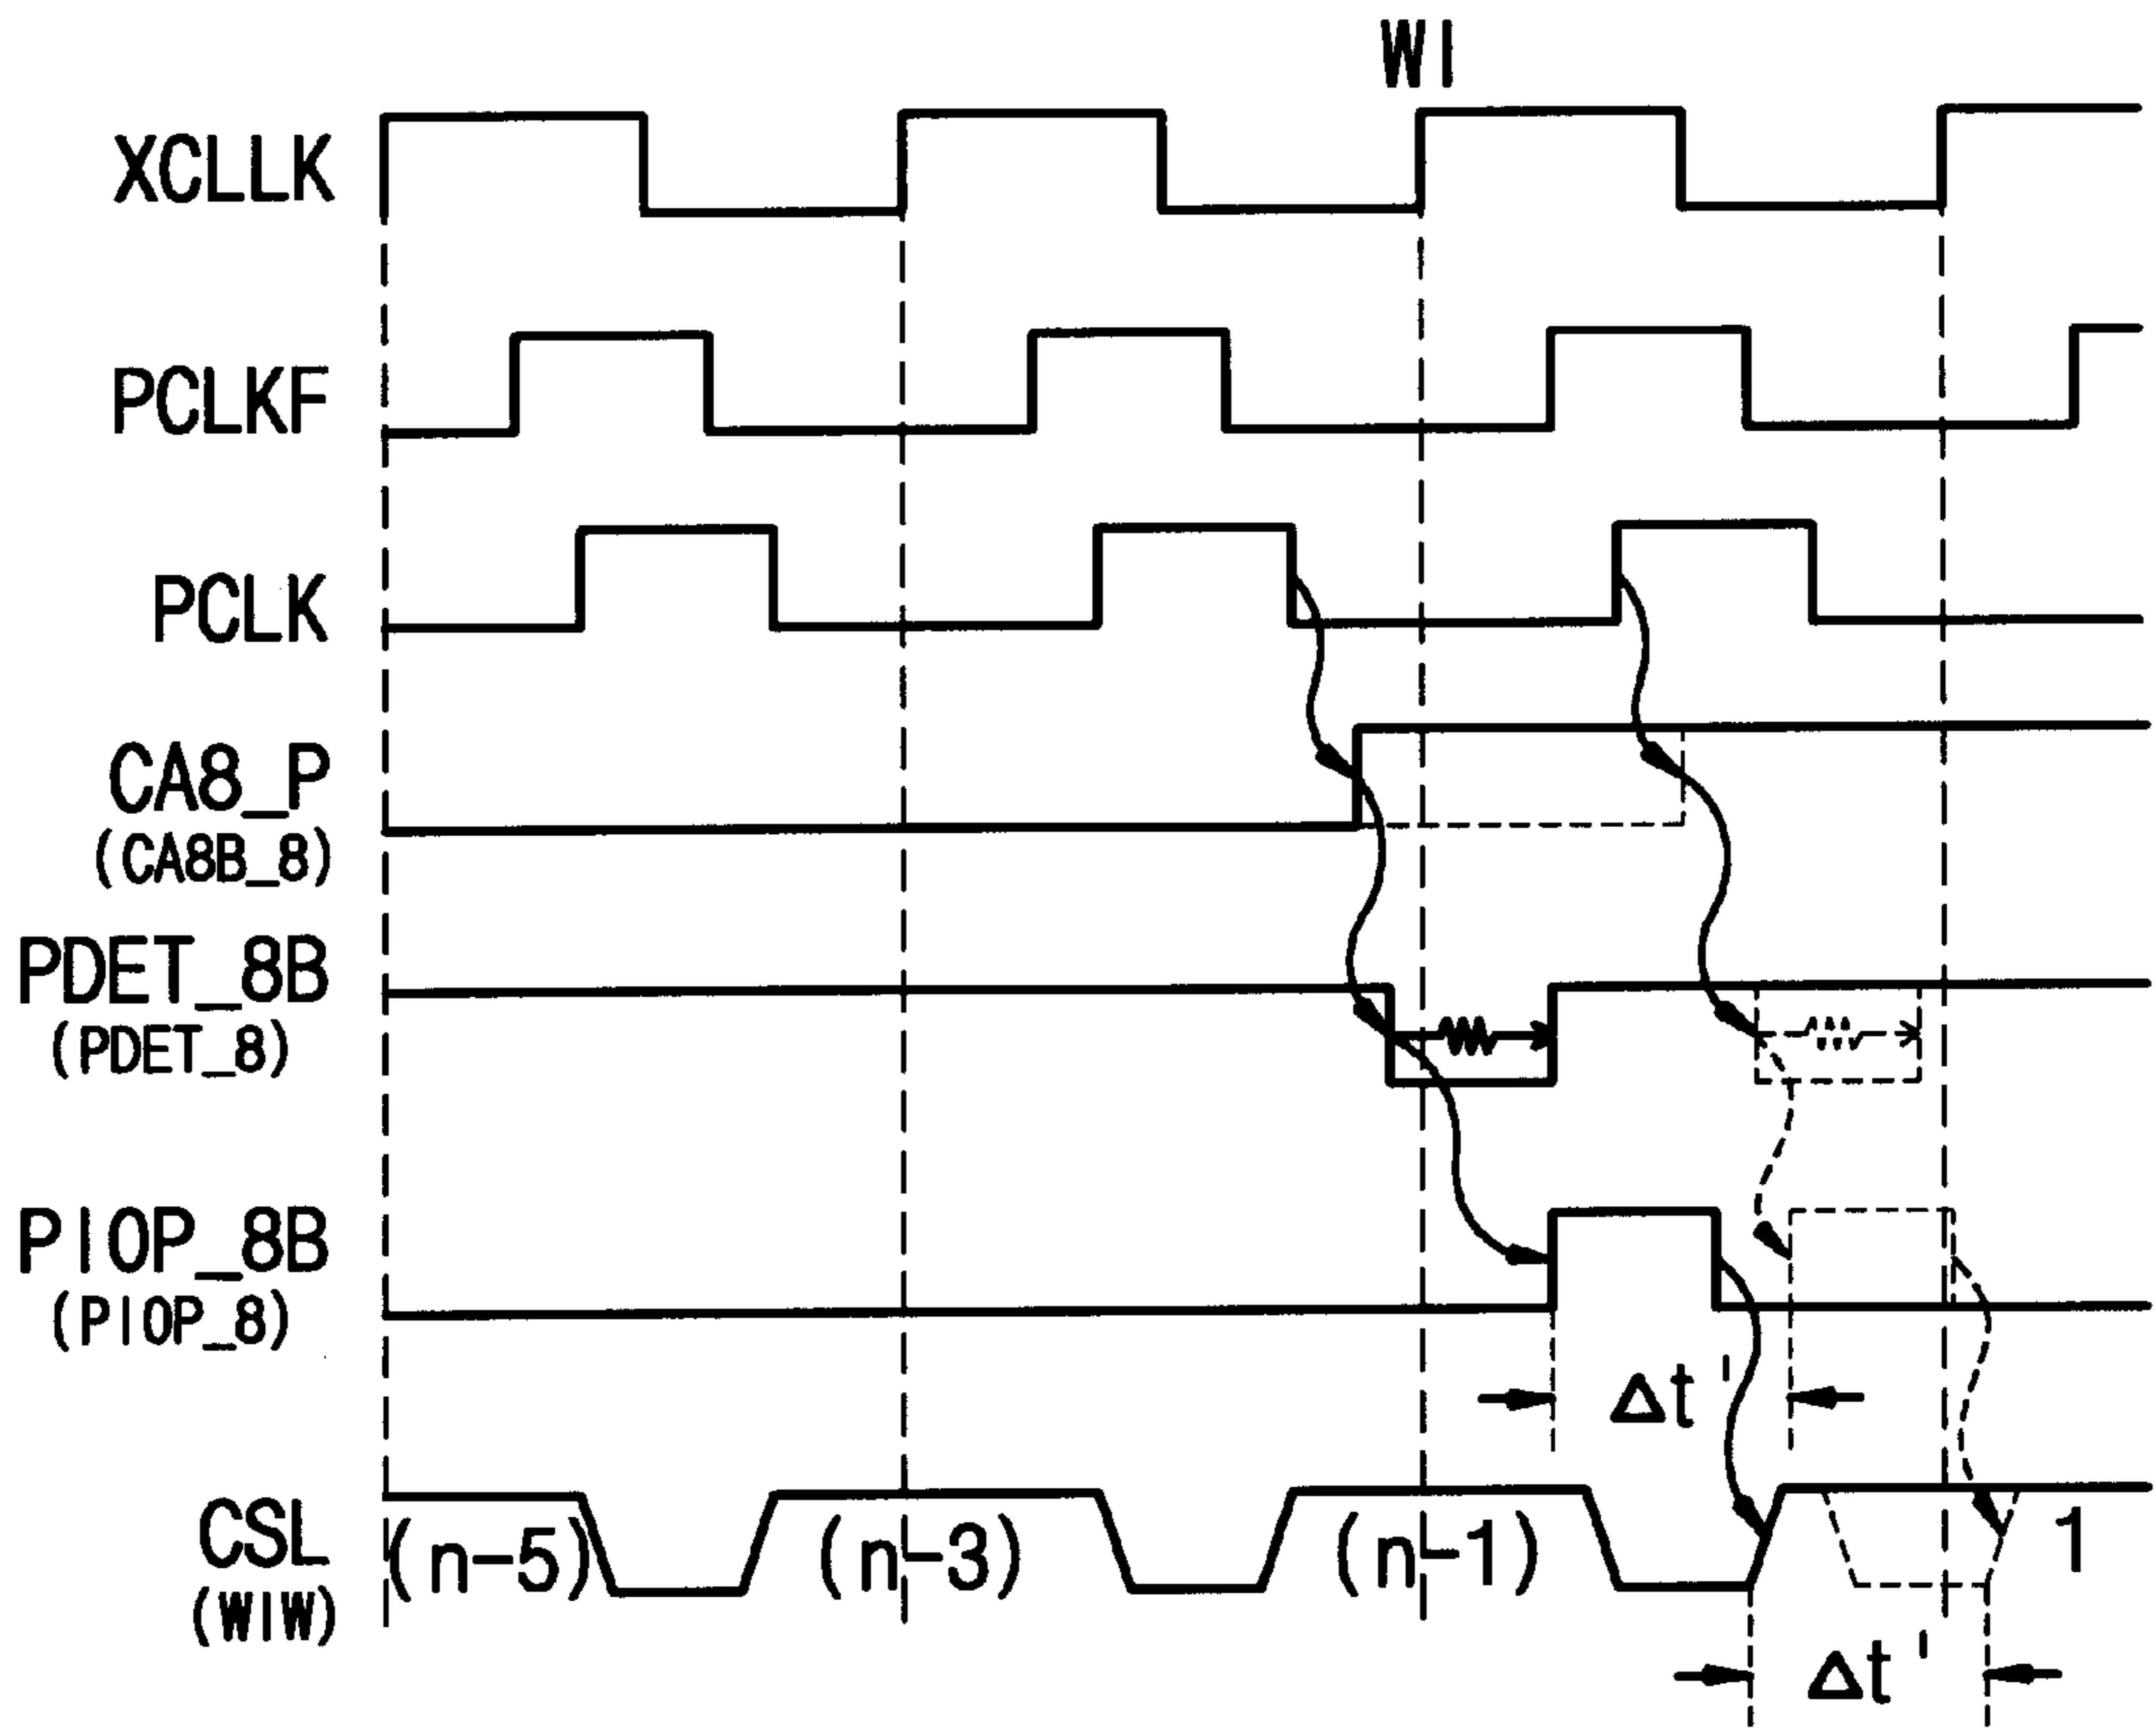 WI
XCLLK
PCLKF
PCLK
CA8_P
(CA8B_8)
PDET_8B
(PDET_8)
PIOP_8B
(PIOP_8)
Δt'
CSL
(WIW)
(n-5)
(n-3)
(n-1)
1
Δt'